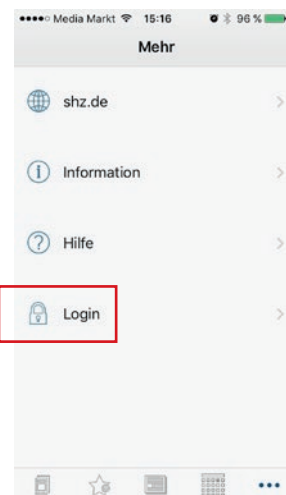 Media Markt 15:16 96 %
Mehr
shz.de
Information
Hilfe
Login